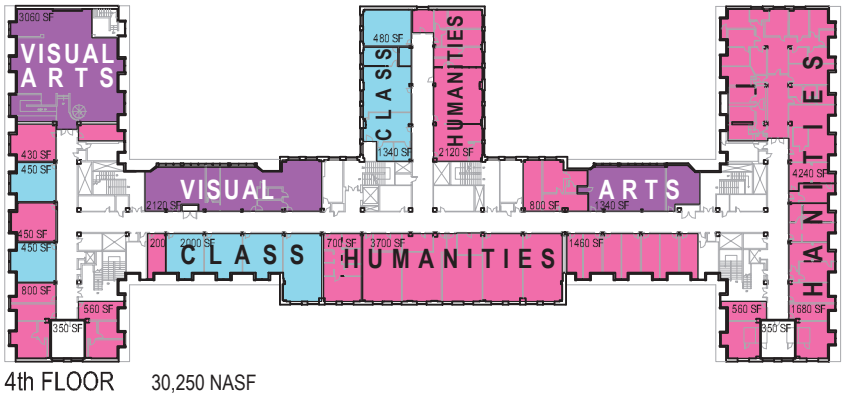 3060 SF
VISUAL
ARTS
430 SF
450 SF
450 SF
450 SF
800 SF
560 SF
350 SF
VISUAL
2120 SF
200
2000 SF
CLASS
480 SF
CLASS
1340 SF
HUMANITIES
2120 SF
700 SF
3700 SF
HUMANITIES
800 SF
ARTS
1340 SF
1460 SF
HUMANITIES
4240 SF
560 SF
350 SF
1680 SF
4th FLOOR 30,250 NASF